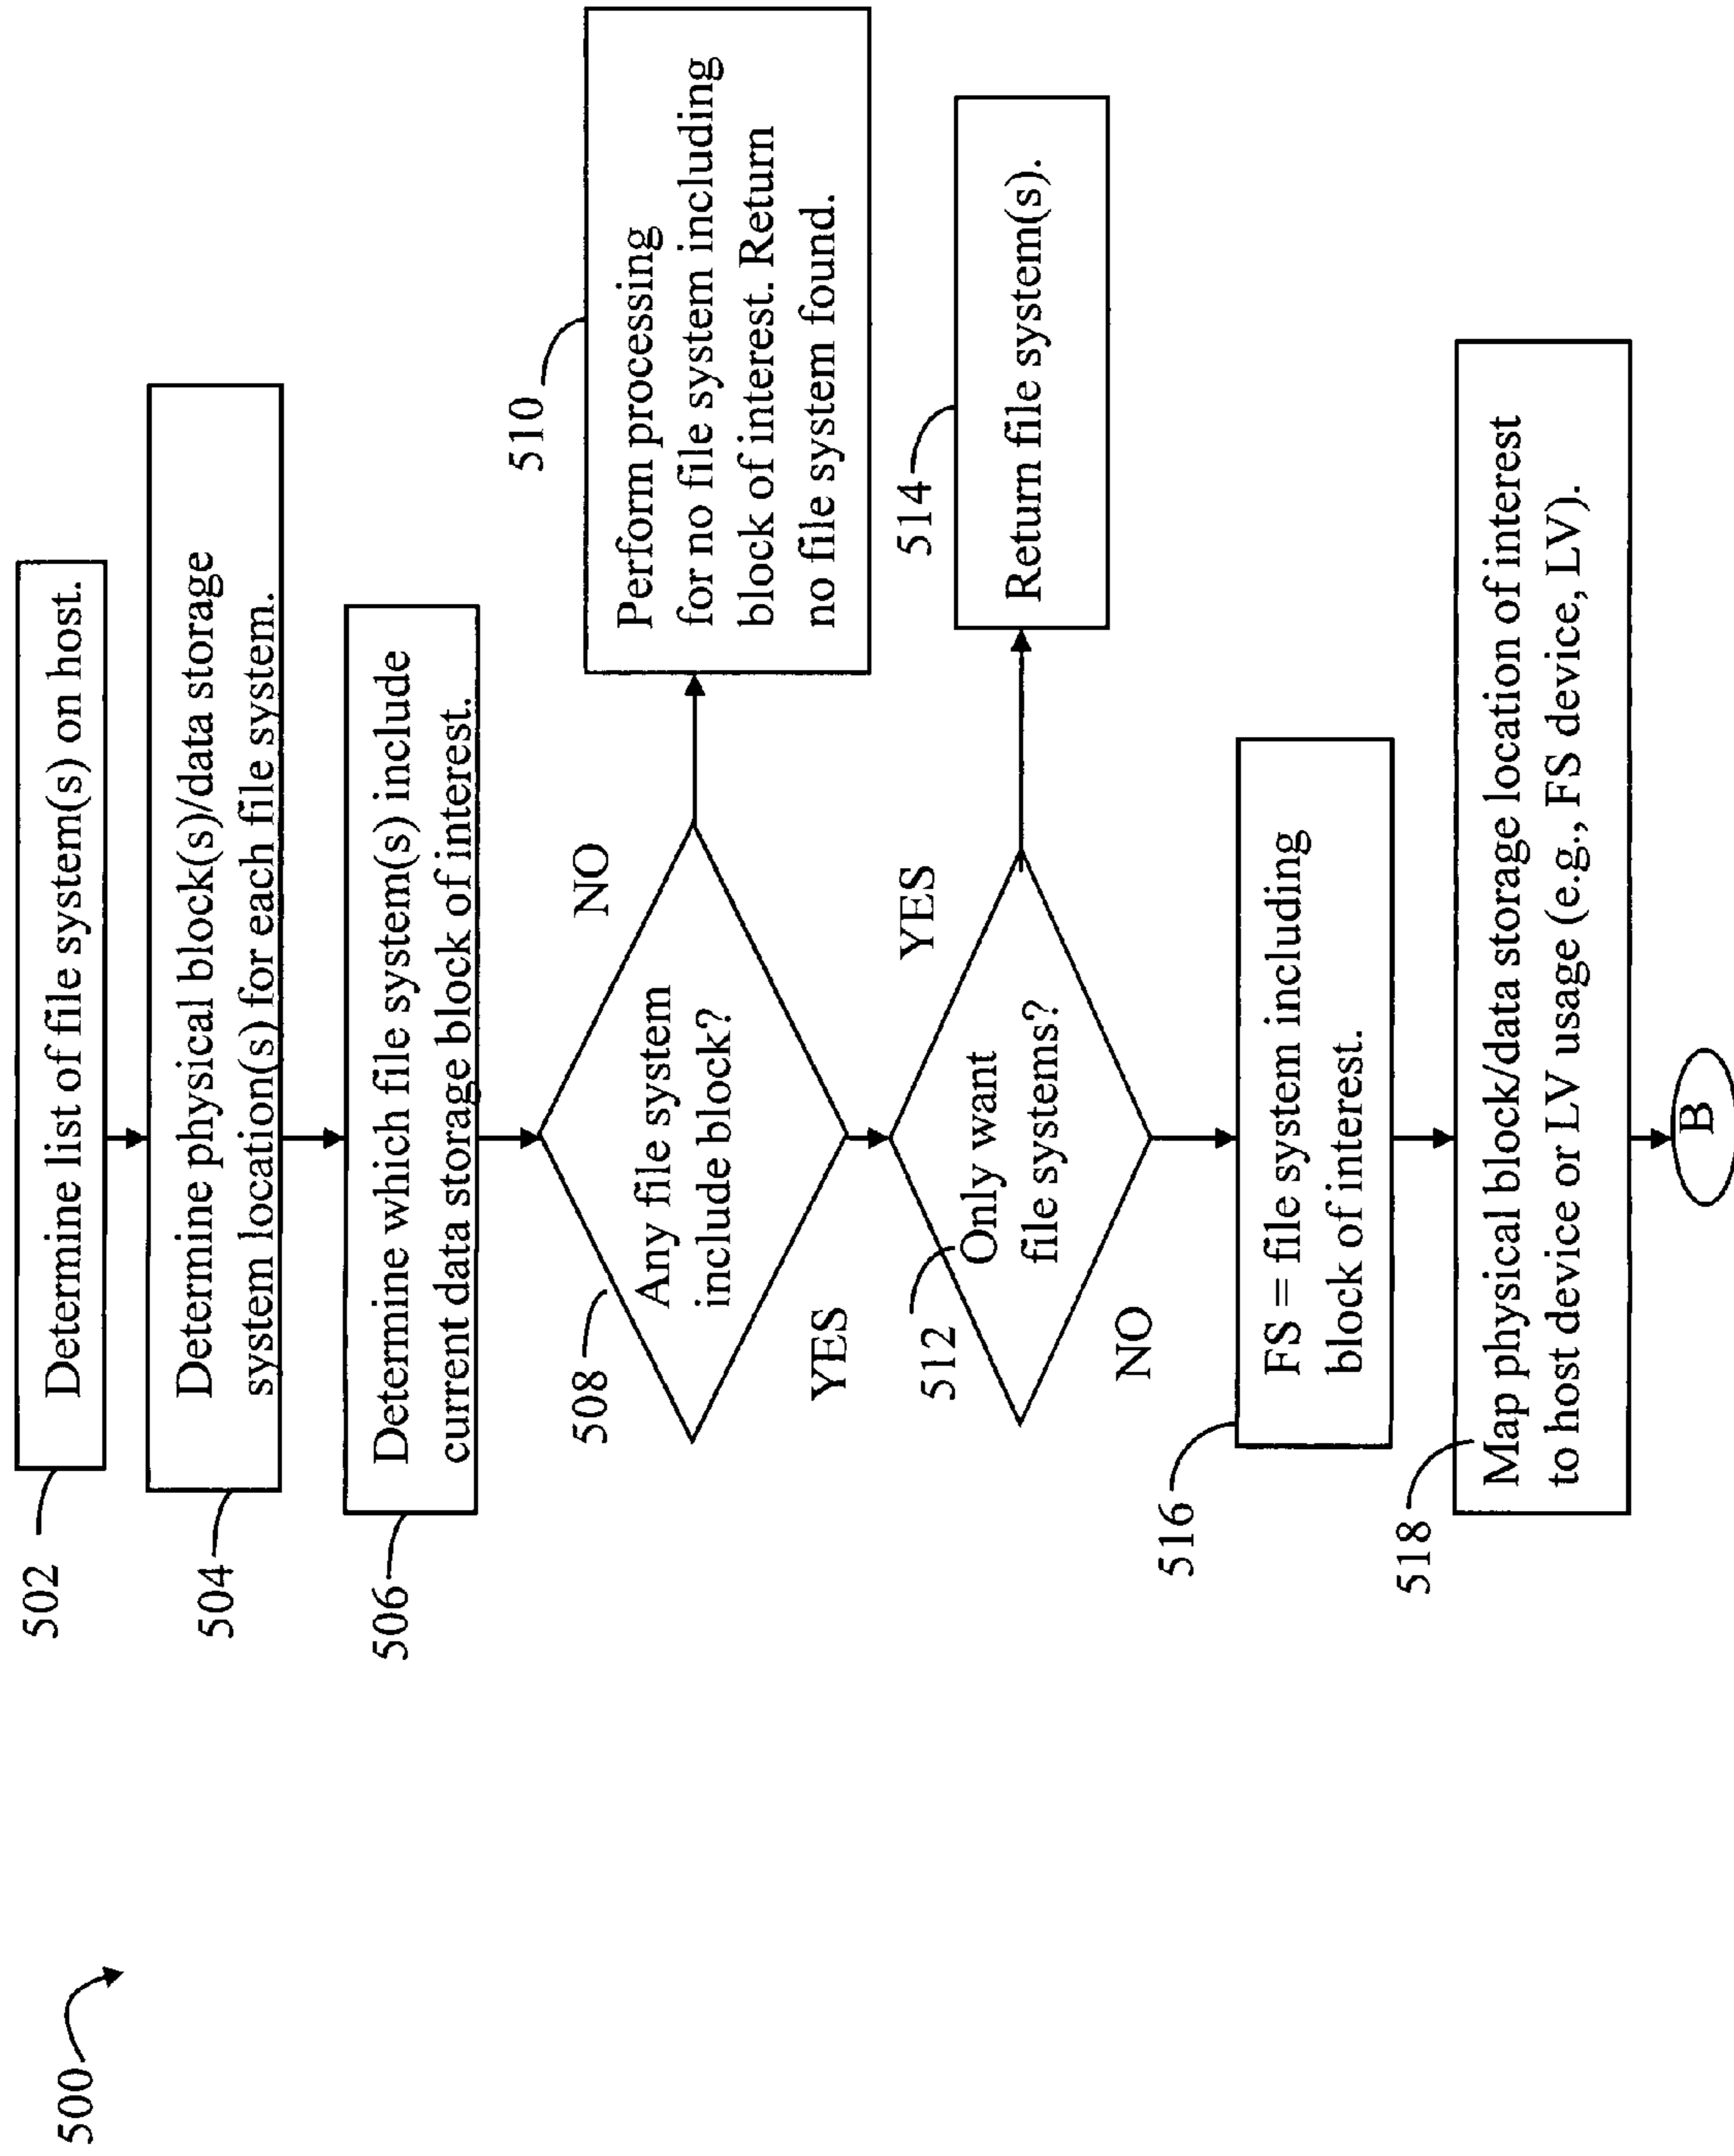 500
502
Determine list of file system(s) on host.
504
Determine physical block(s)/data storage
system location(s) for each file system.
506
Determine which file system(s) include
current data storage block of interest.
508
Any file system
include block?
NO
510
Perform processing
for no file system including
block of interest. Return
no file system found.
YES
512
Only want
file systems?
YES
514
Return file system(s).
NO
516
FS = file system including
block of interest.
518
Map physical block/data storage location of interest
to host device or LV usage (e.g., FS device, LV).
B